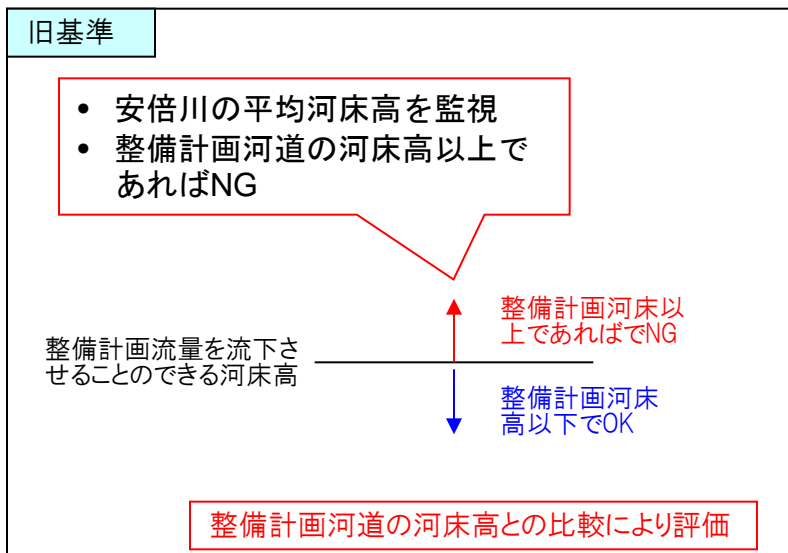 旧基準
• 安倍川の平均河床高を監視
• 整備計画河道の河床高以上で
あればNG
整備計画河床以
上であればでNG
整備計画流量を流下さ
せることのできる河床高
整備計画河床
高以下でOK
整備計画河道の河床高との比較により評価